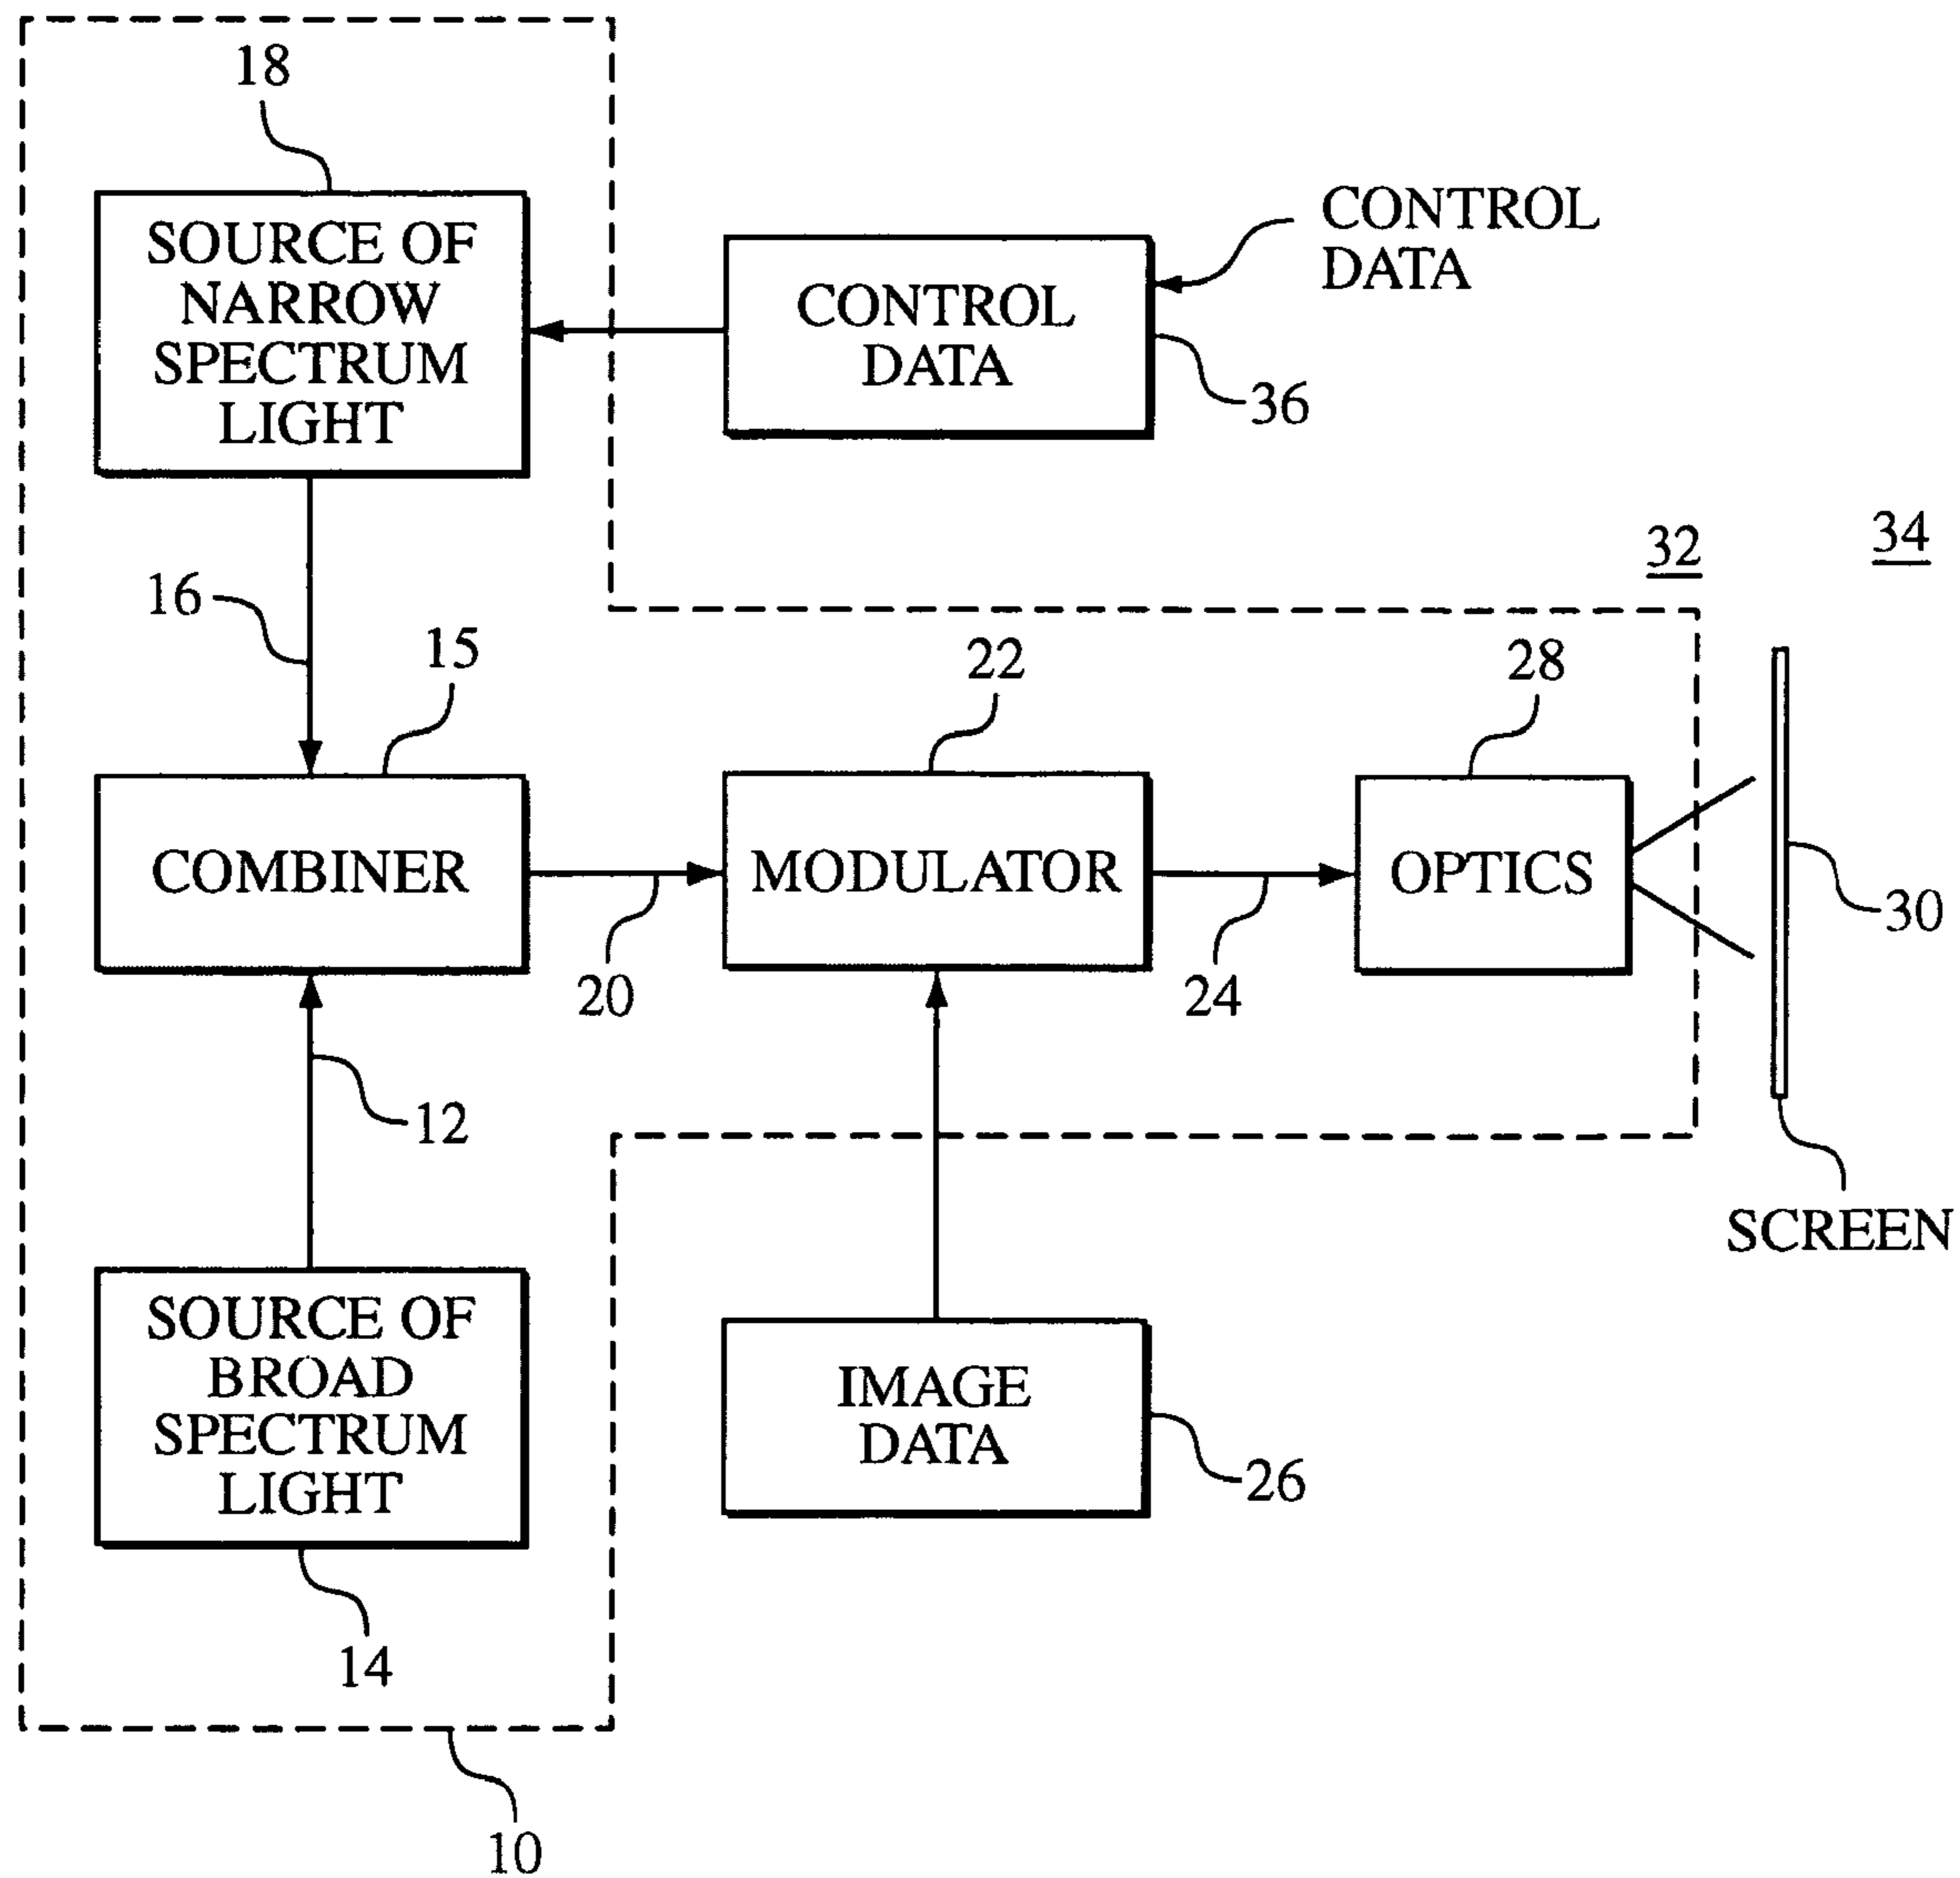 18
SOURCE OF
NARROW
SPECTRUM
LIGHT
CONTROL
DATA
CONTROL
DATA
36
32
34
16
15
22
28
COMBINER
MODULATOR
OPTICS
30
20
24
12
SCREEN
SOURCE OF
BROAD
SPECTRUM
LIGHT
IMAGE
DATA
26
14
10